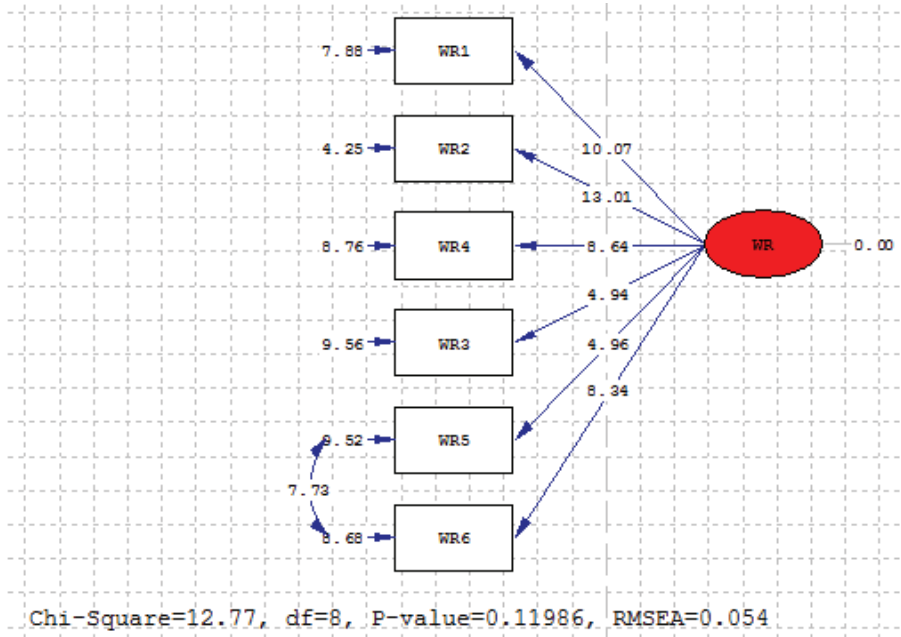 7.88 WR1
10.07
4.25 WR2
13.01
8.76 WR4 8.64 WR 0.00
4.94
9.56 WR3 4.96
8.34
9.52 WR5
7.73
8.68 WR6
Chi-Square=12.77, df=8, P-value=0.11986, RMSEA=0.054